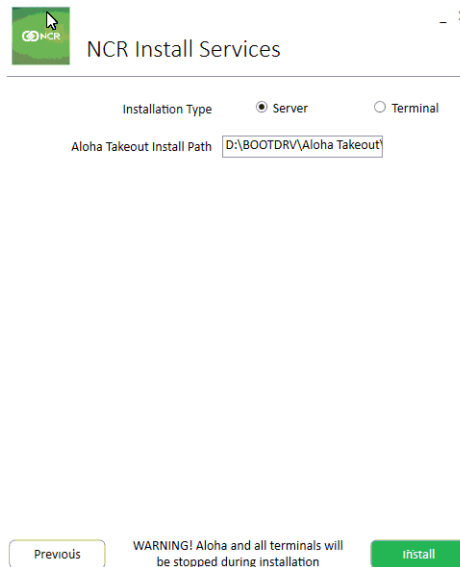 NCR
NCR Install Services
Installation Type Server Terminal
Aloha Takeout Install Path D:\BOOTDRV\Aloha Takeout\
Previous
WARNING! Aloha and all terminals will
be stopped during installation
Install